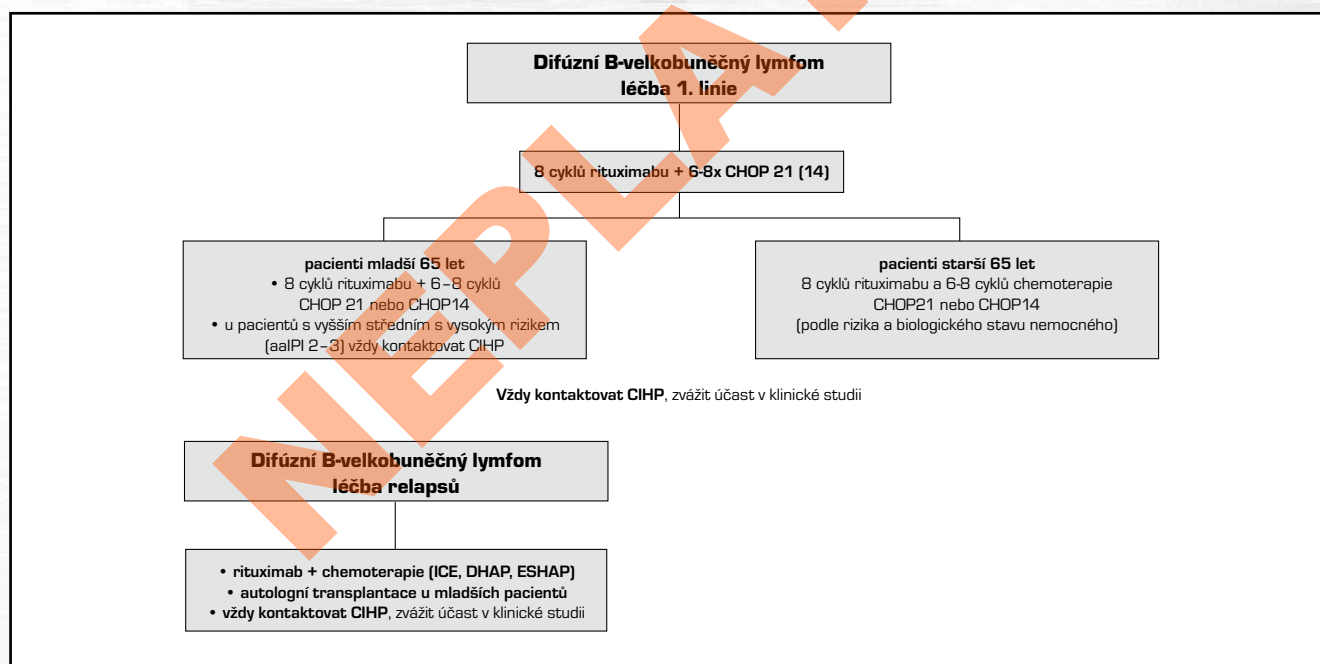 Difúzní B-velkobuněčný lymfom
léčba 1. linie
8 cyklů rituximabu + 6-8x CHOP 21 (14)
pacienti mladší 65 let
• 8 cyklů rituximabu + 6–8 cyklů
CHOP 21 nebo CHOP14
• u pacientů s vyšším středním s vysokým rizikem
(aaIPI 2–3) vždy kontaktovat CIHP
pacienti starší 65 let
8 cyklů rituximabu a 6-8 cyklů chemoterapie
CHOP21 nebo CHOP14
(podle rizika a biologického stavu nemocného)
Vždy kontaktovat CIHP, zvážit účast v klinické studii
Difúzní B-velkobuněčný lymfom
léčba relapsů
• rituximab + chemoterapie (ICE, DHAP, ESHAP)
• autologní transplantace u mladších pacientů
• vždy kontaktovat CIHP, zvážit účast v klinické studii
NEPLA